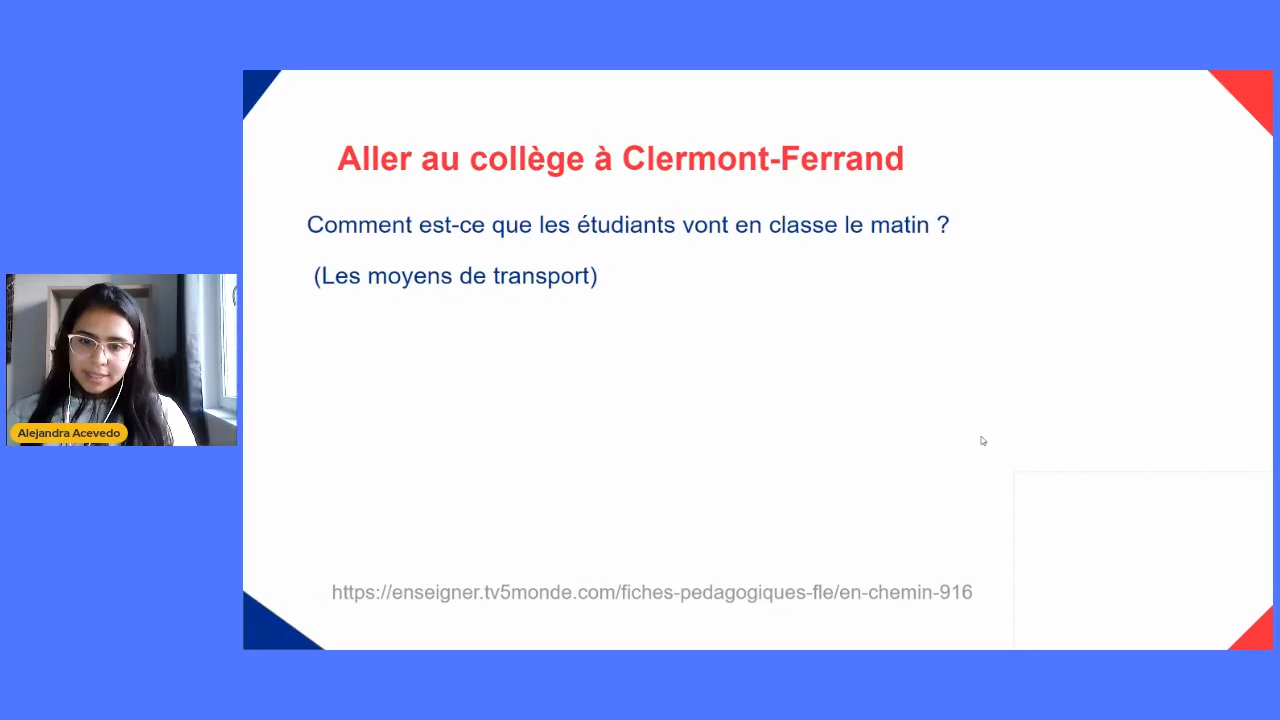 Aller au collège à Clermont-Ferrand
Comment est-ce que les étudiants vont en classe le matin ?
(Les moyens de transport)
Alejandra Acevedo
https://enseigner.tv5monde.com/fiches-pedagogiques-fle/en-chemin-916